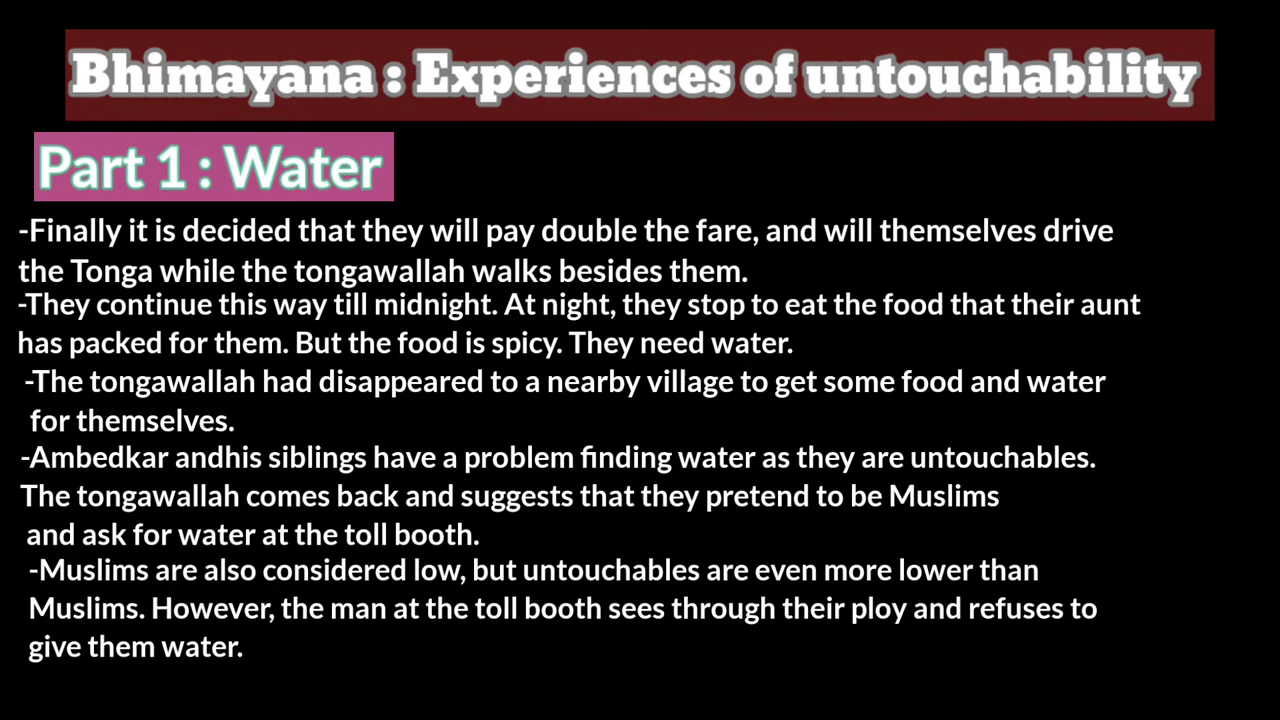 Bhimayana : Experiences of untouchability
Part 1 : Water
-Finally it is decided that they will pay double the fare, and will themselves drive
the Tonga while the tongawallah walks besides them.
-They continue this way till midnight. At night, they stop to eat the food that their aunt
has packed for them. But the food is spicy. They need water.
-The tongawallah had disappeared to a nearby village to get some food and water
for themselves.
-Ambedkar andhis siblings have a problem finding water as they are untouchables.
The tongawallah comes back and suggests that they pretend to be Muslims
and ask for water at the toll booth.
-Muslims are also considered low, but untouchables are even more lower than
Muslims. However, the man at the toll booth sees through their ploy and refuses to
give them water.